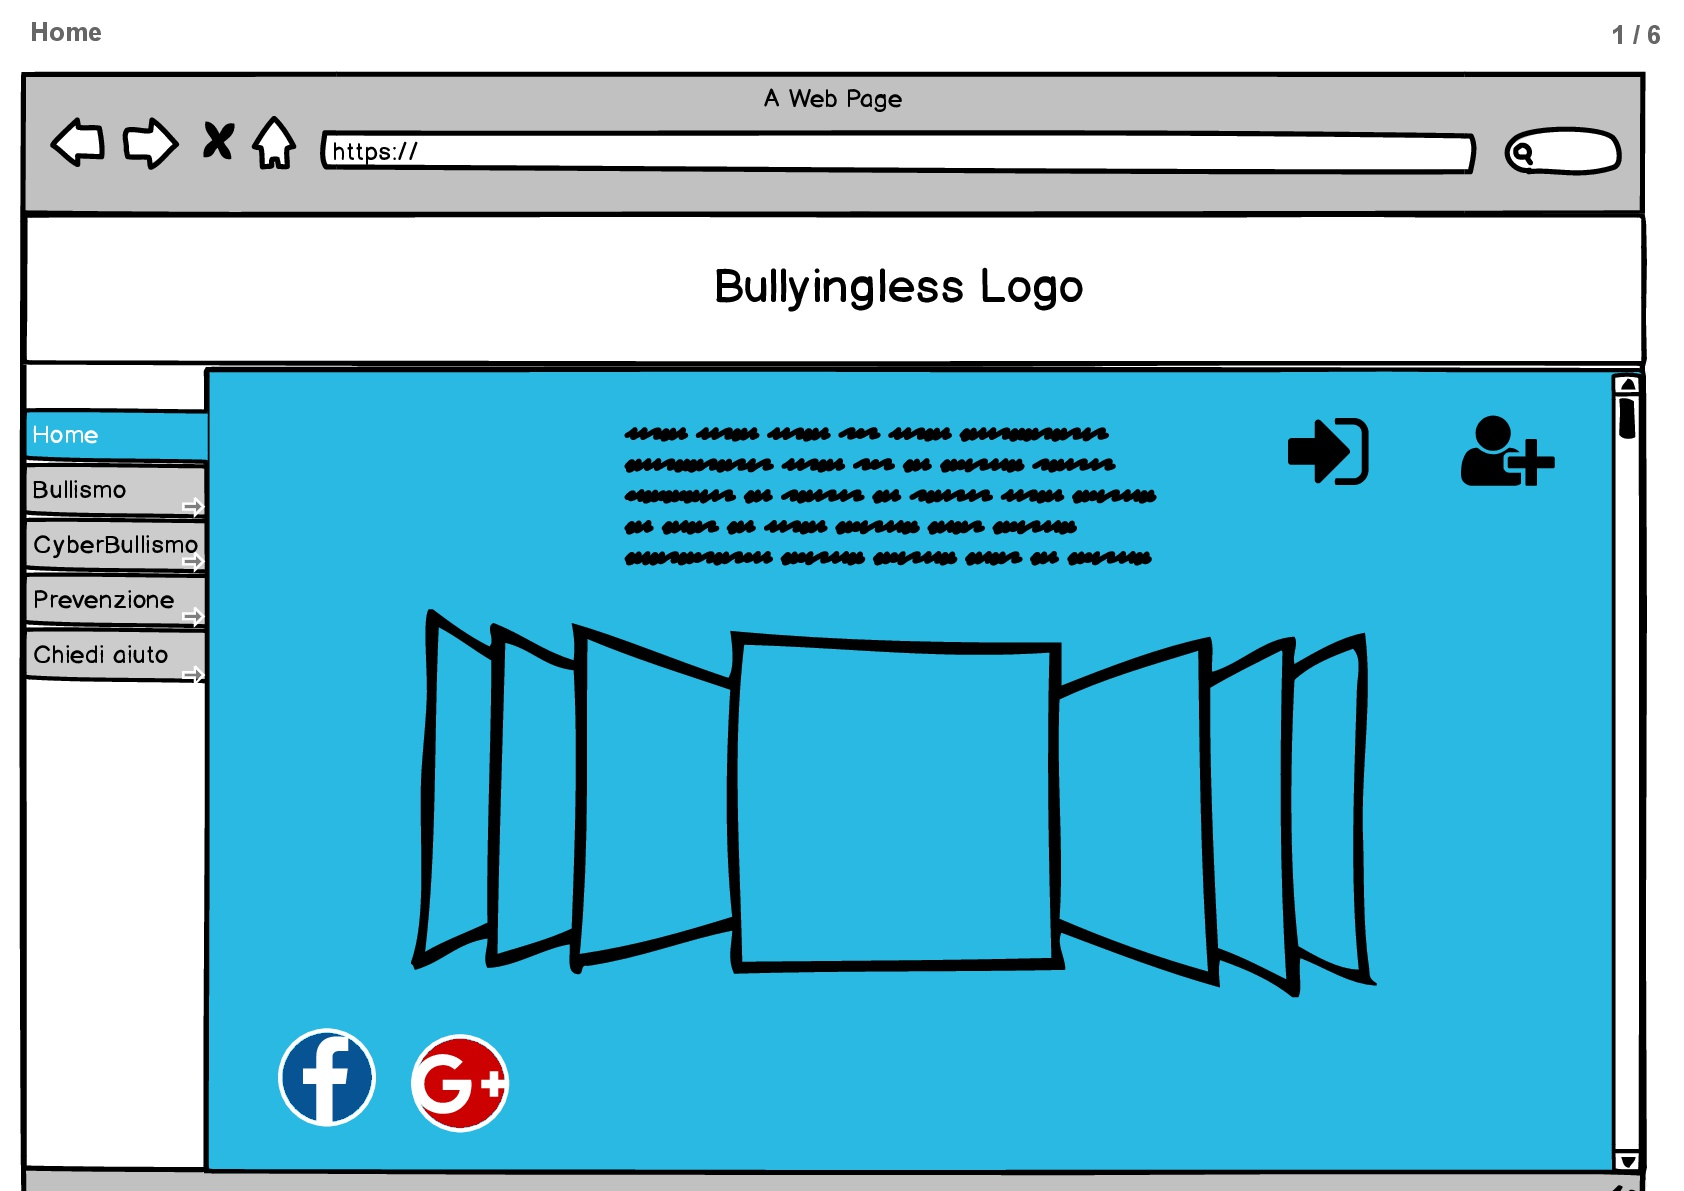 Home
1 / 6
A Web Page
https://
Bullyingless Logo
Home
Bullismo
CyberBullismo
Prevenzione
Chiedi aiuto
f
G+